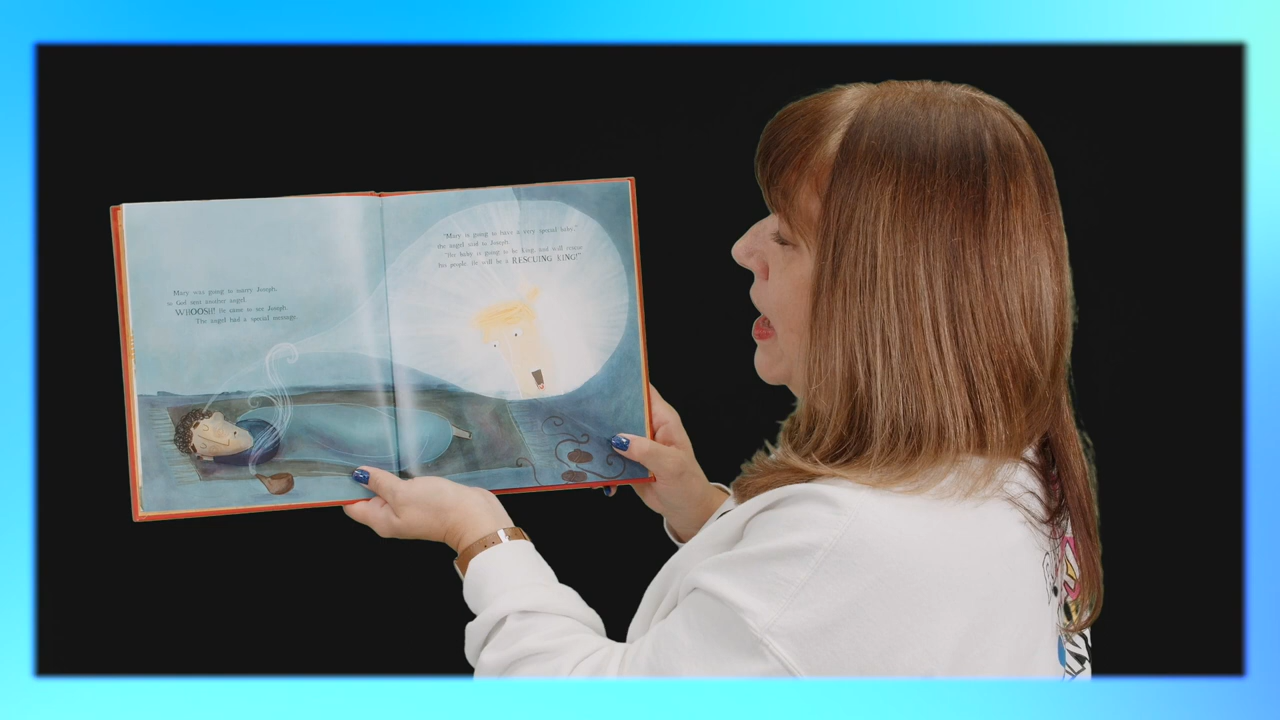 Mary was going to marry Joseph,
so God sent another angel.
WHOOSH! He came to see Joseph.
The angel had a special message.
"Mary is going to have a very special baby,"
the angel said to Joseph.
"His baby is going to be King, and will rescue
his people. He will be a RESCUING KING!"